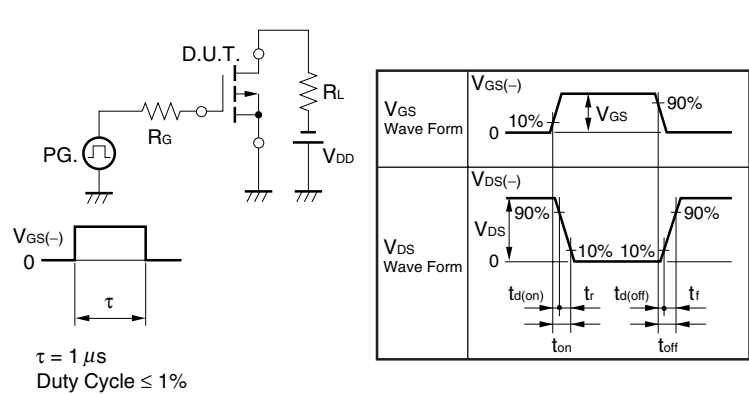 D.U.T.
RL
RG
PG.
VDD
VGS(−)
0
τ
τ = 1 μs
Duty Cycle ≤ 1%
VGS
Wave Form
VGS(−)
10%
0
VGS
90%
VDS
Wave Form
VDS(−)
90%
VDS
0
10% 10%
90%
td(on)
tr
td(off)
tf
ton
toff